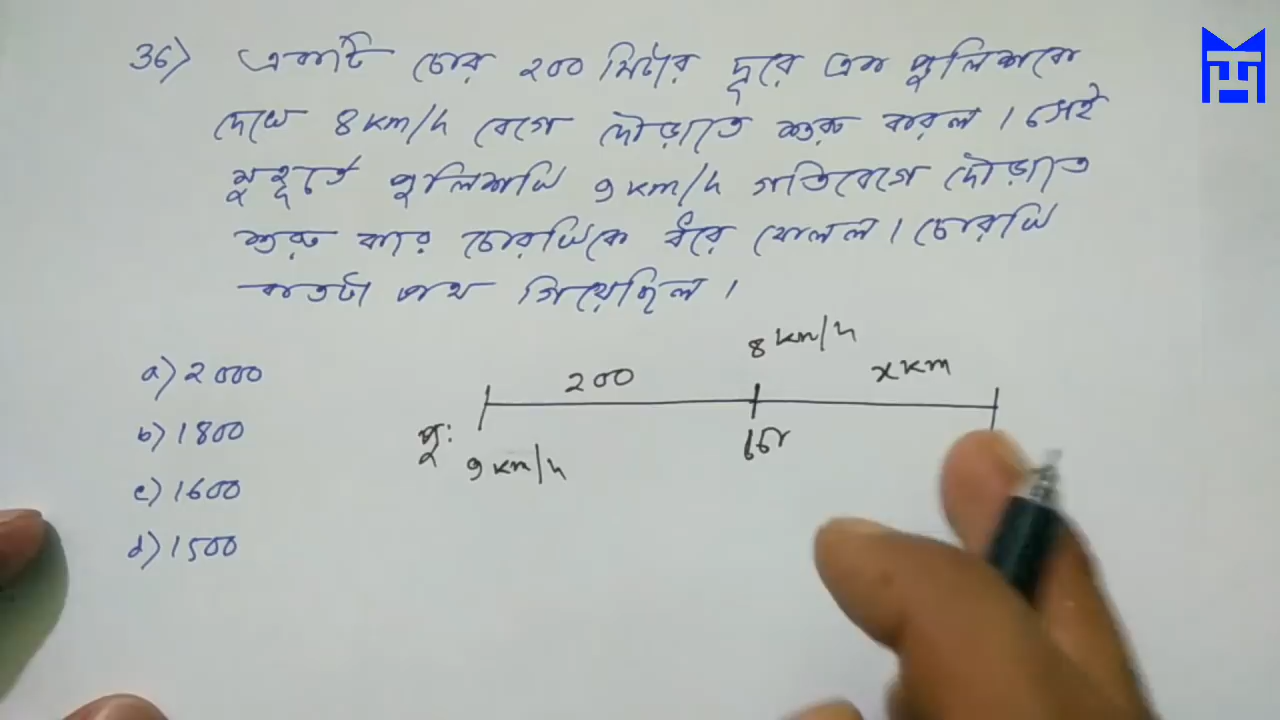 36) একটি চোর ২০০ মিটার দূরে এক পুলিশকে
দেখে 8 km/h বেগে দৌড়াতে শুরু করল । সেই
মুহূর্তে পুলিশটি 9 km/h গতিবেগে দৌড়াতে
শুরু করে চোরটিকে ধরে ফেলল । চোরটি
কতটা পথ গিয়েছিল ।
a) 2000
b) 1800
c) 1600
d) 1500
8 km/h
200
x km
পু:
চোর
9 km/h